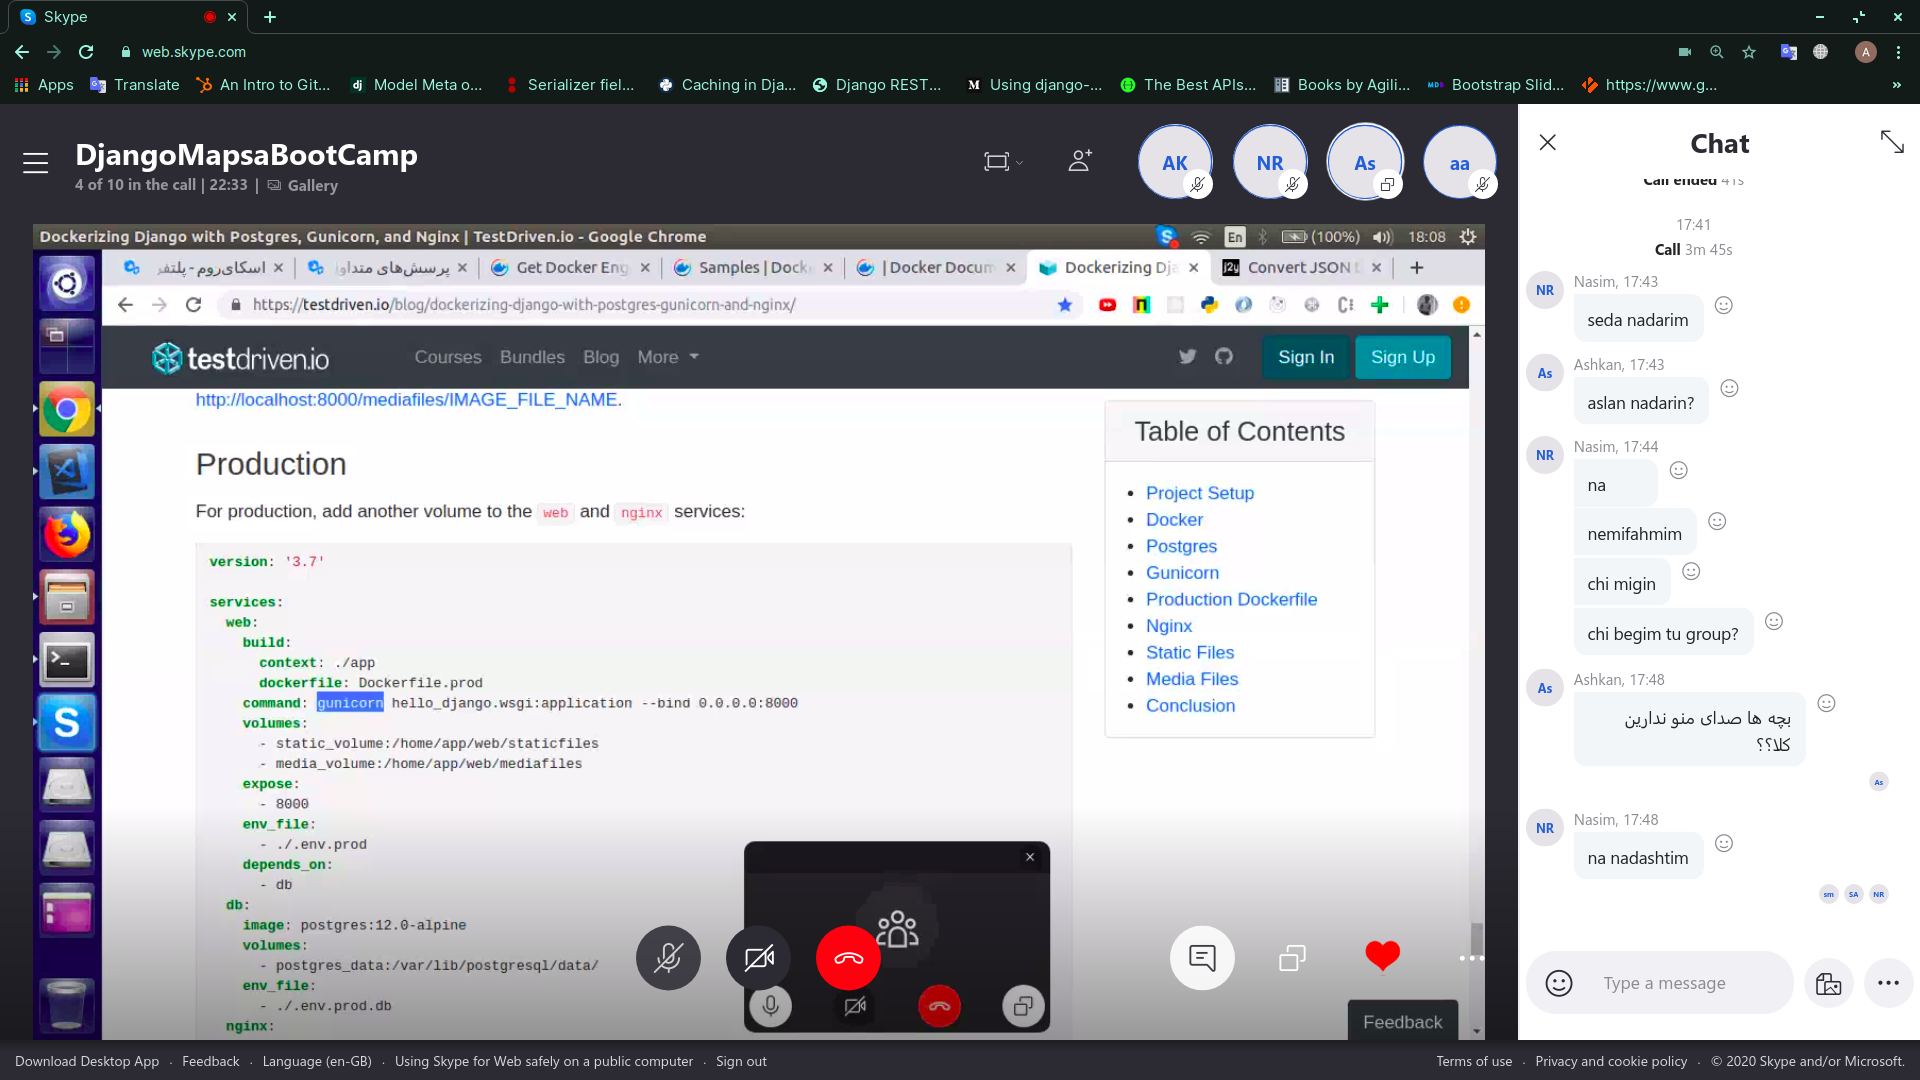 Skype
web.skype.com
Apps
Translate
An Intro to Git...
Model Meta o...
Serializer fiel...
Caching in Dja...
Django REST...
Using django-...
The Best APIs...
Books by Agili...
Bootstrap Slid...
https://www.g...
»
A
DjangoMapsaBootCamp
4 of 10 in the call | 22:33 | Gallery
AK
NR
As
aa
Dockerizing Django with Postgres, Gunicorn, and Nginx | TestDriven.io - Google Chrome
En
(100%)
18:08
اسکای‌روم - پلتفر
پرسش‌های متداو
Get Docker Eng
Samples | Docke
| Docker Docum
Dockerizing Dja
Convert JSON t
https://testdriven.io/blog/dockerizing-django-with-postgres-gunicorn-and-nginx/
testdriven.io
Courses
Bundles
Blog
More
Sign In
Sign Up
http://localhost:8000/mediafiles/IMAGE_FILE_NAME.
Production
For production, add another volume to the web and nginx services:
version: '3.7'
services:
web:
build:
context: ./app
dockerfile: Dockerfile.prod
command: gunicorn hello_django.wsgi:application --bind 0.0.0.0:8000
volumes:
- static_volume:/home/app/web/staticfiles
- media_volume:/home/app/web/mediafiles
expose:
- 8000
env_file:
- ./.env.prod
depends_on:
- db
db:
image: postgres:12.0-alpine
volumes:
- postgres_data:/var/lib/postgresql/data/
env_file:
- ./.env.prod.db
nginx:
Table of Contents
Project Setup
Docker
Postgres
Gunicorn
Production Dockerfile
Nginx
Static Files
Media Files
Conclusion
Feedback
Chat
Call ended 41s
17:41
Call 3m 45s
NR
Nasim, 17:43
seda nadarim
As
Ashkan, 17:43
aslan nadarin?
NR
Nasim, 17:44
na
nemifahmim
chi migin
chi begim tu group?
As
Ashkan, 17:48
بچه ها صدای منو ندارین
کلا؟؟
As
NR
Nasim, 17:48
na nadashtim
sm SA NR
Type a message
Download Desktop App · Feedback · Language (en-GB) · Using Skype for Web safely on a public computer · Sign out
Terms of use · Privacy and cookie policy · © 2020 Skype and/or Microsoft.